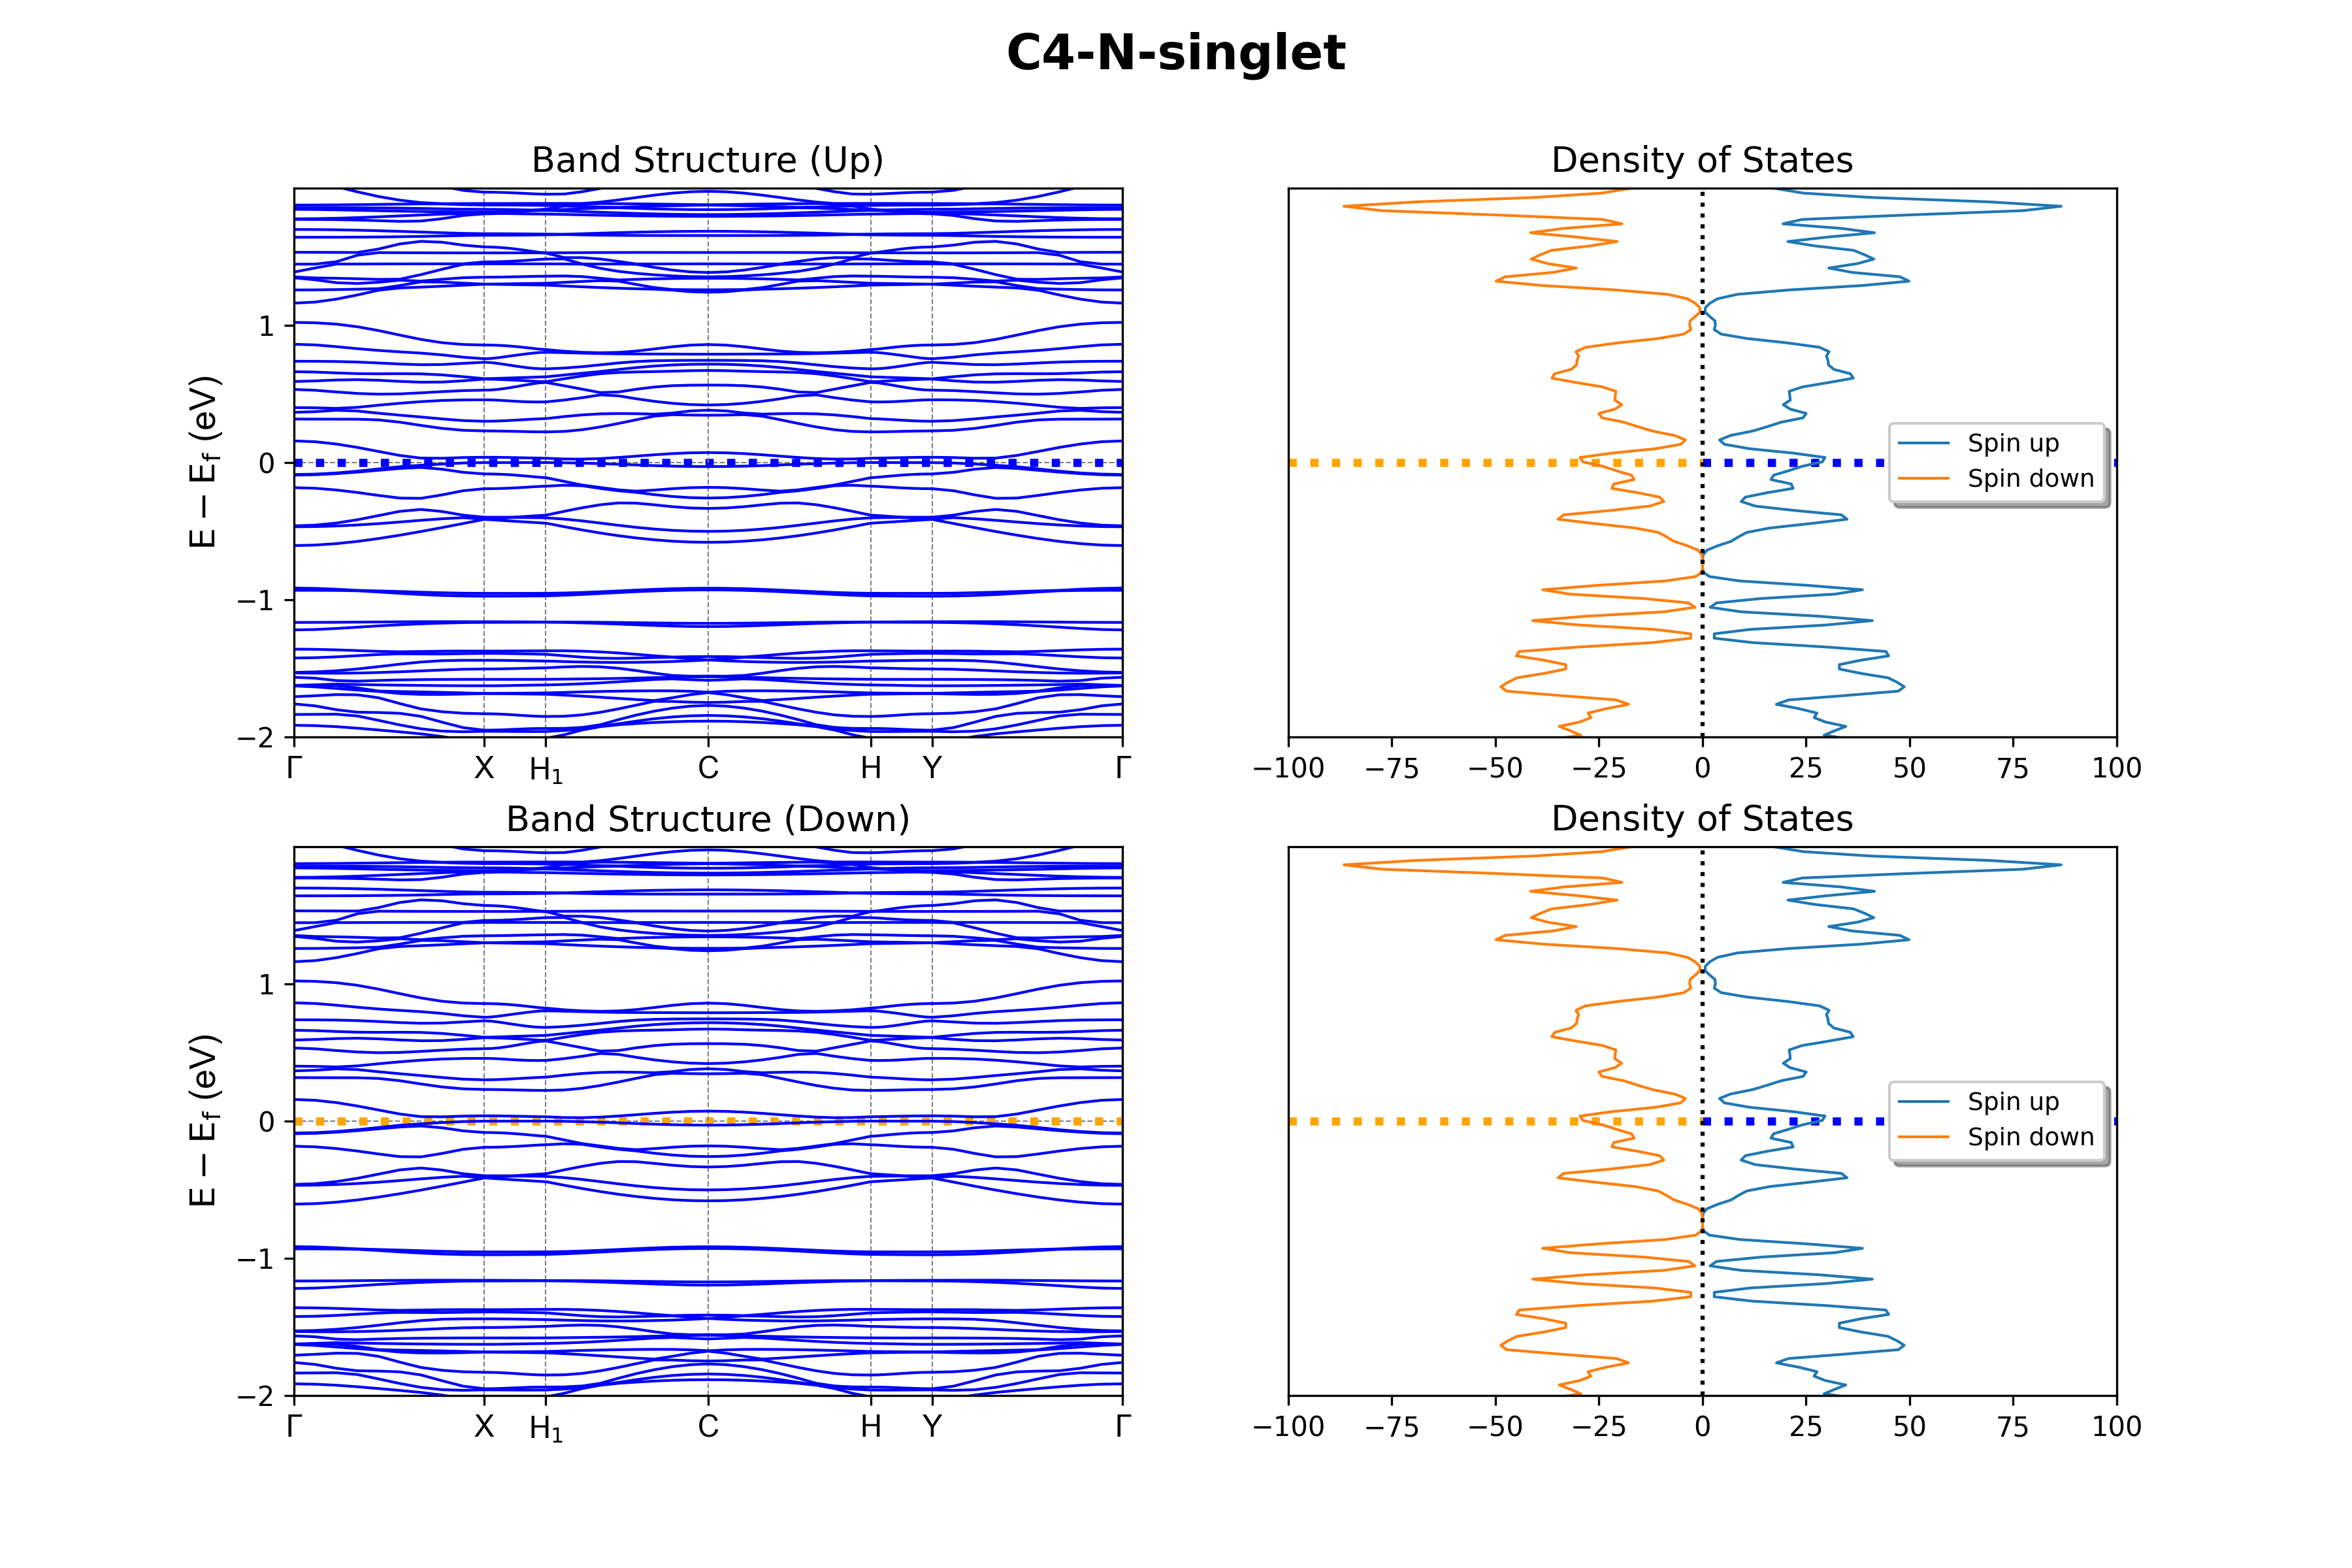 C4-N-singlet
Band Structure (Up)
Density of States
E − E_f (eV)
1
0
−1
−2
Γ X H_1 C H Y Γ
Spin up
Spin down
−100 −75 −50 −25 0 25 50 75 100
Band Structure (Down)
Density of States
E − E_f (eV)
1
0
−1
−2
Γ X H_1 C H Y Γ
Spin up
Spin down
−100 −75 −50 −25 0 25 50 75 100